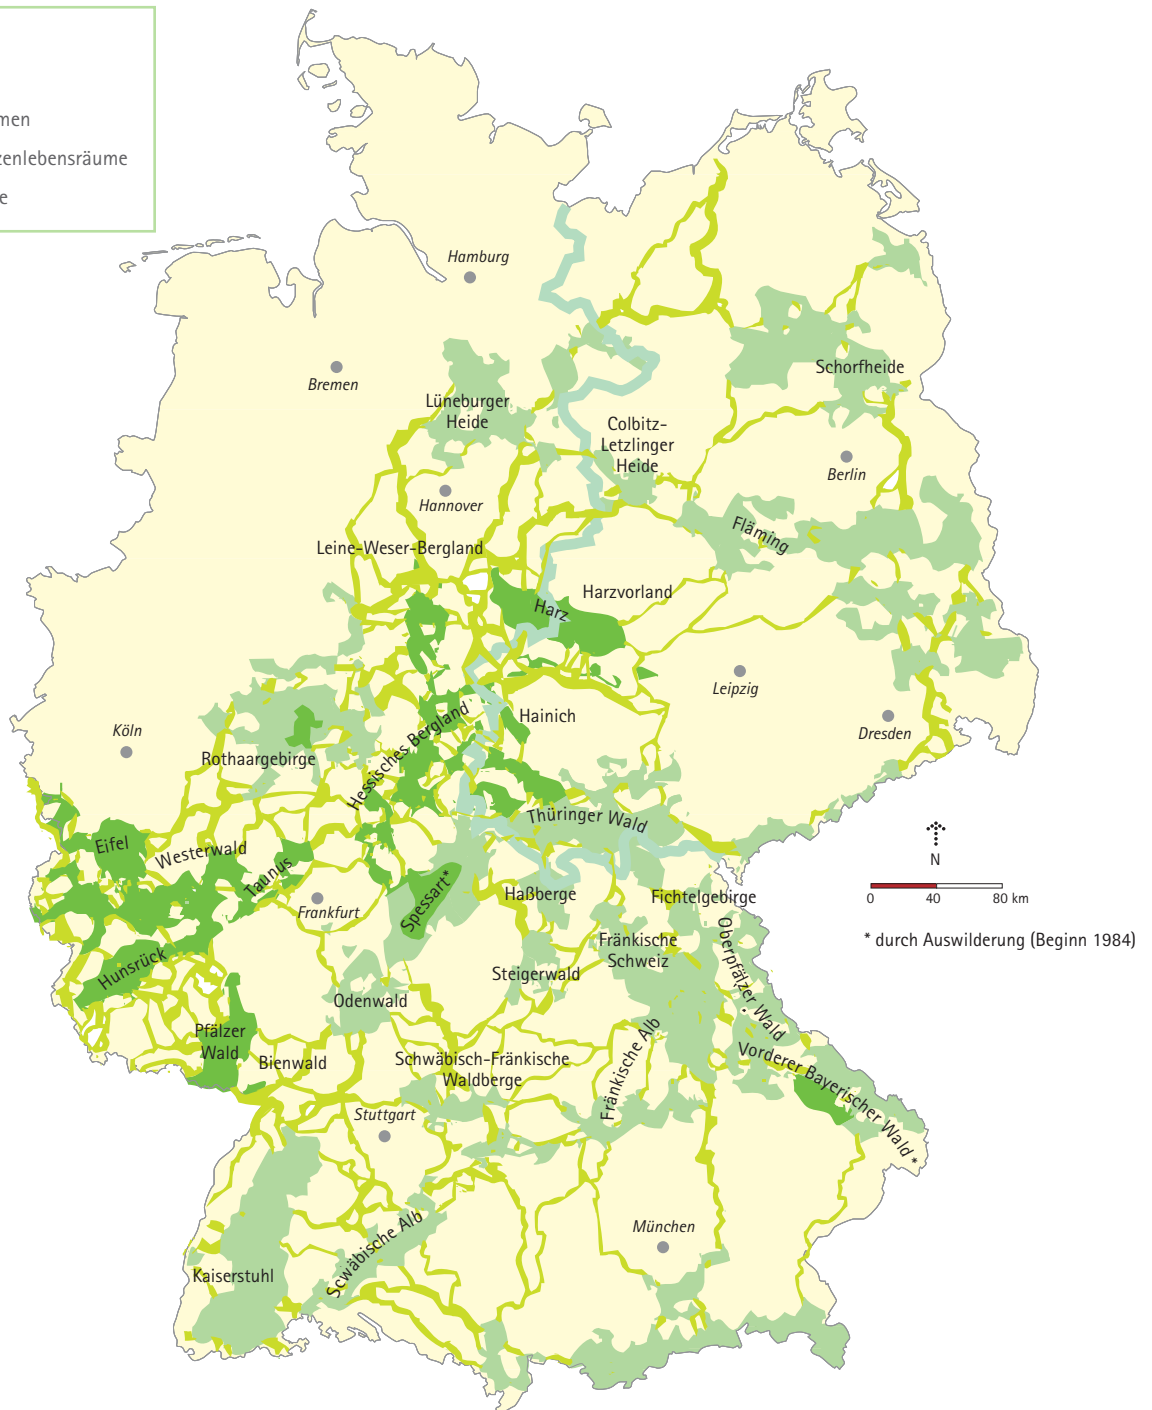 men
zenlebensräume
e
Hamburg
Bremen
Schorfheide
Lüneburger
Heide
Colbitz-
Letzlinger
Heide
Berlin
Hannover
Fläming
Leine-Weser-Bergland
Harzvorland
Harz
Leipzig
Hainich
Dresden
Köln
Rothaargebirge
Hessisches Bergland
Thüringer Wald
Eifel
Westerwald
Taunus
N
0 40 80 km
Frankfurt
Spessart*
Haßberge
Fichtelgebirge
* durch Auswilderung (Beginn 1984)
Hunsrück
Steigerwald
Fränkische
Schweiz
Oberpfälzer Wald
Odenwald
Pfälzer
Wald
Bienwald
Schwäbisch-Fränkische
Waldberge
Fränkische Alb
Vorderer Bayerischer Wald *
Stuttgart
München
Scwäbische Alb
Kaiserstuhl